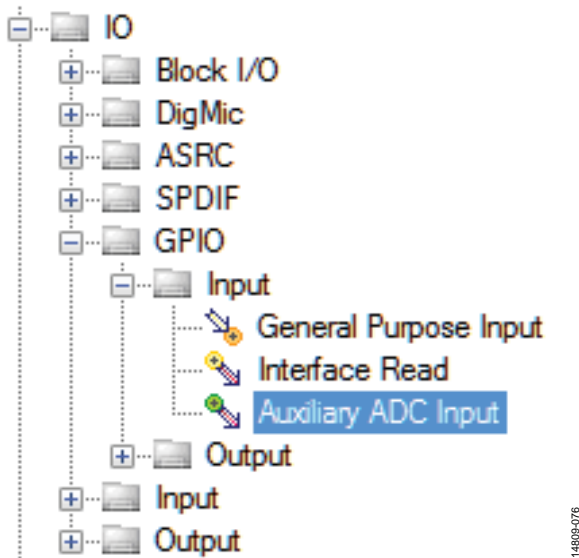 IO
Block I/O
DigMic
ASRC
SPDIF
GPIO
Input
General Purpose Input
Interface Read
Auxiliary ADC Input
Output
Input
Output
14809-076